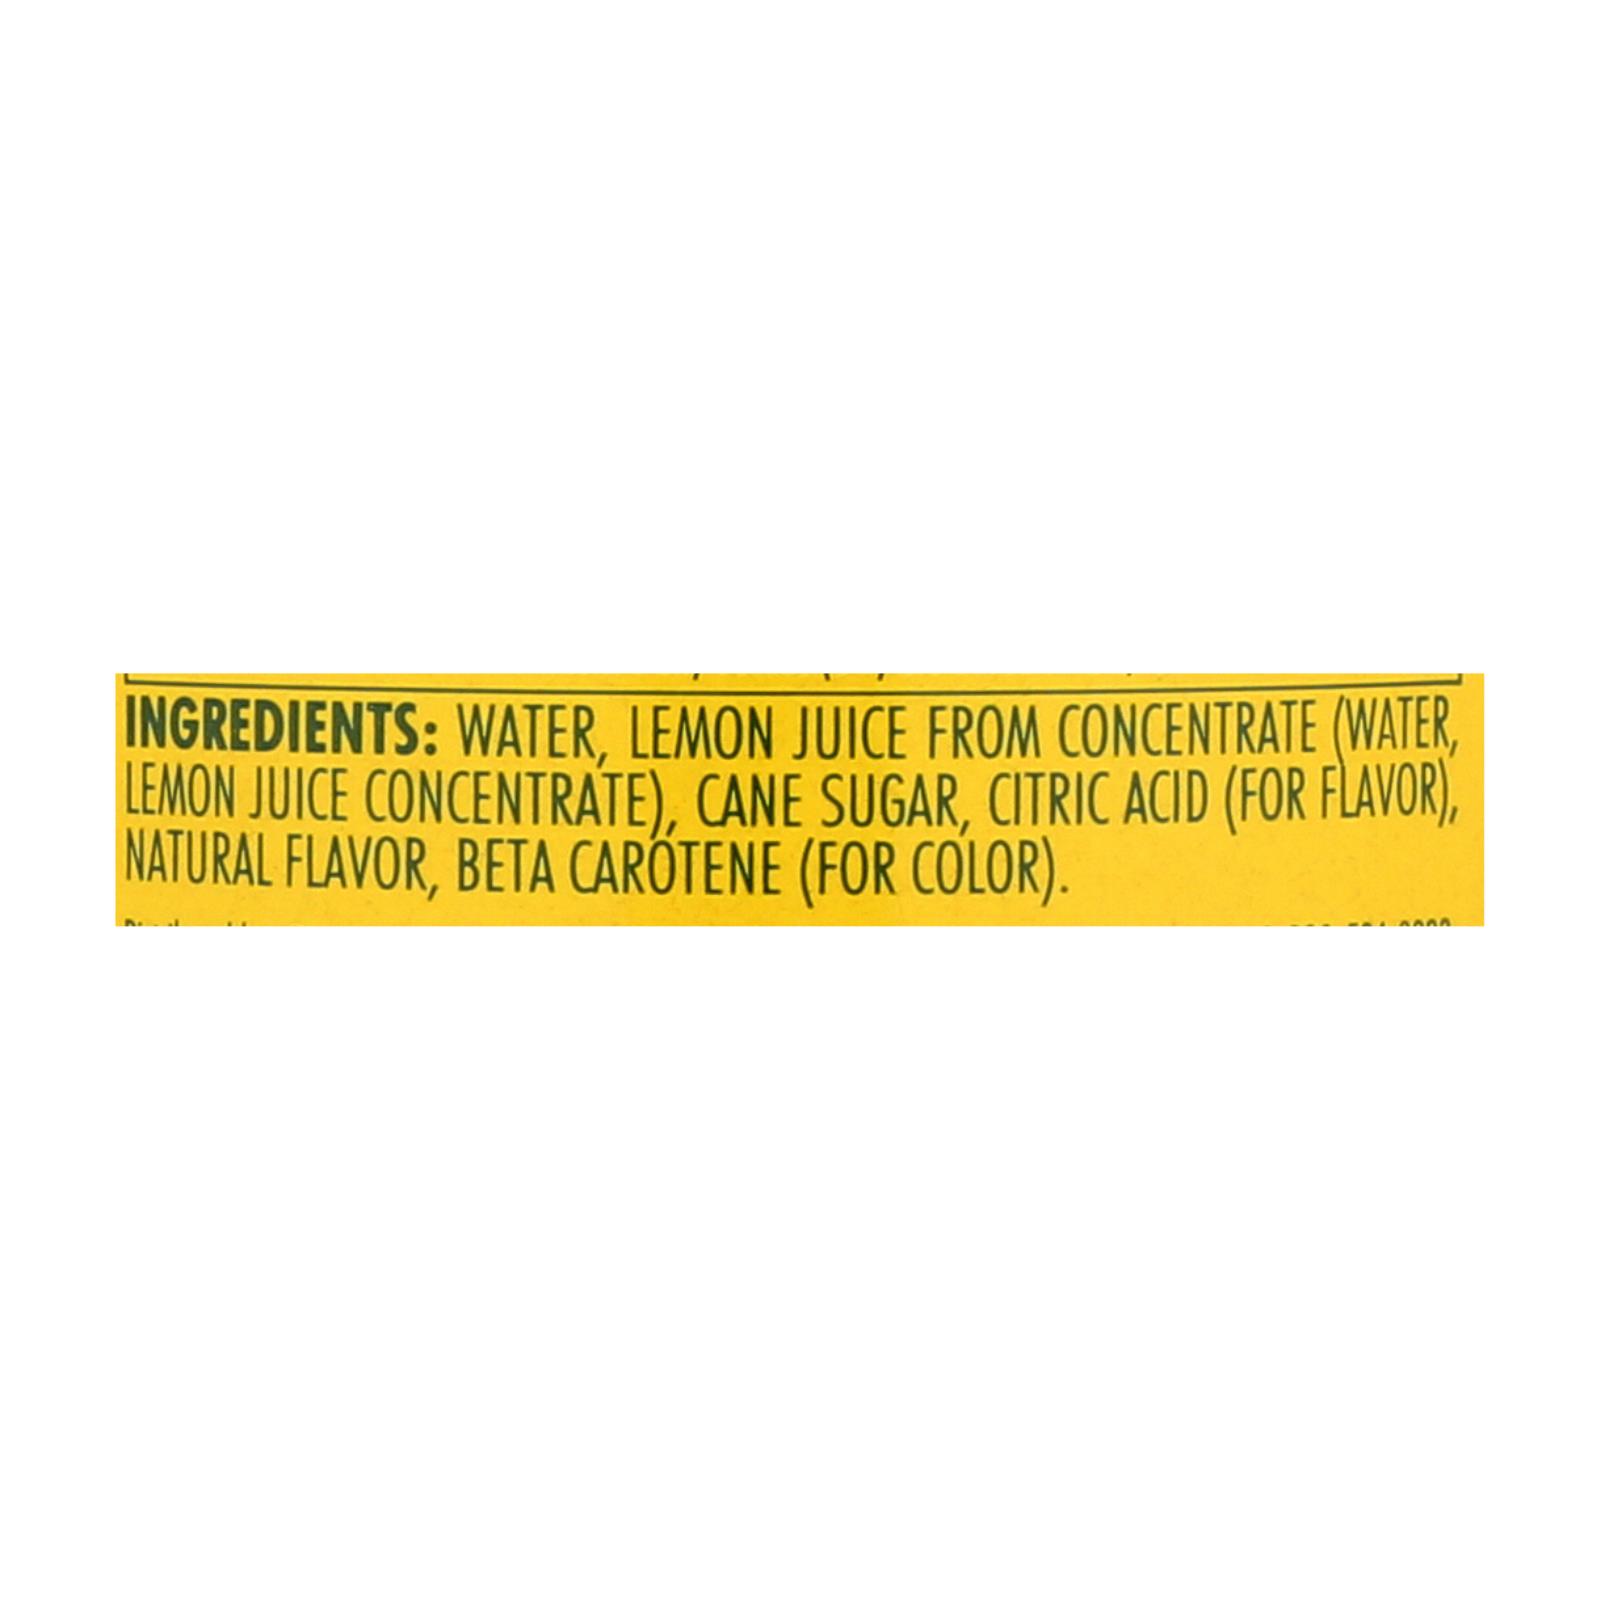 INGREDIENTS: WATER, LEMON JUICE FROM CONCENTRATE (WATER,
LEMON JUICE CONCENTRATE), CANE SUGAR, CITRIC ACID (FOR FLAVOR),
NATURAL FLAVOR, BETA CAROTENE (FOR COLOR).